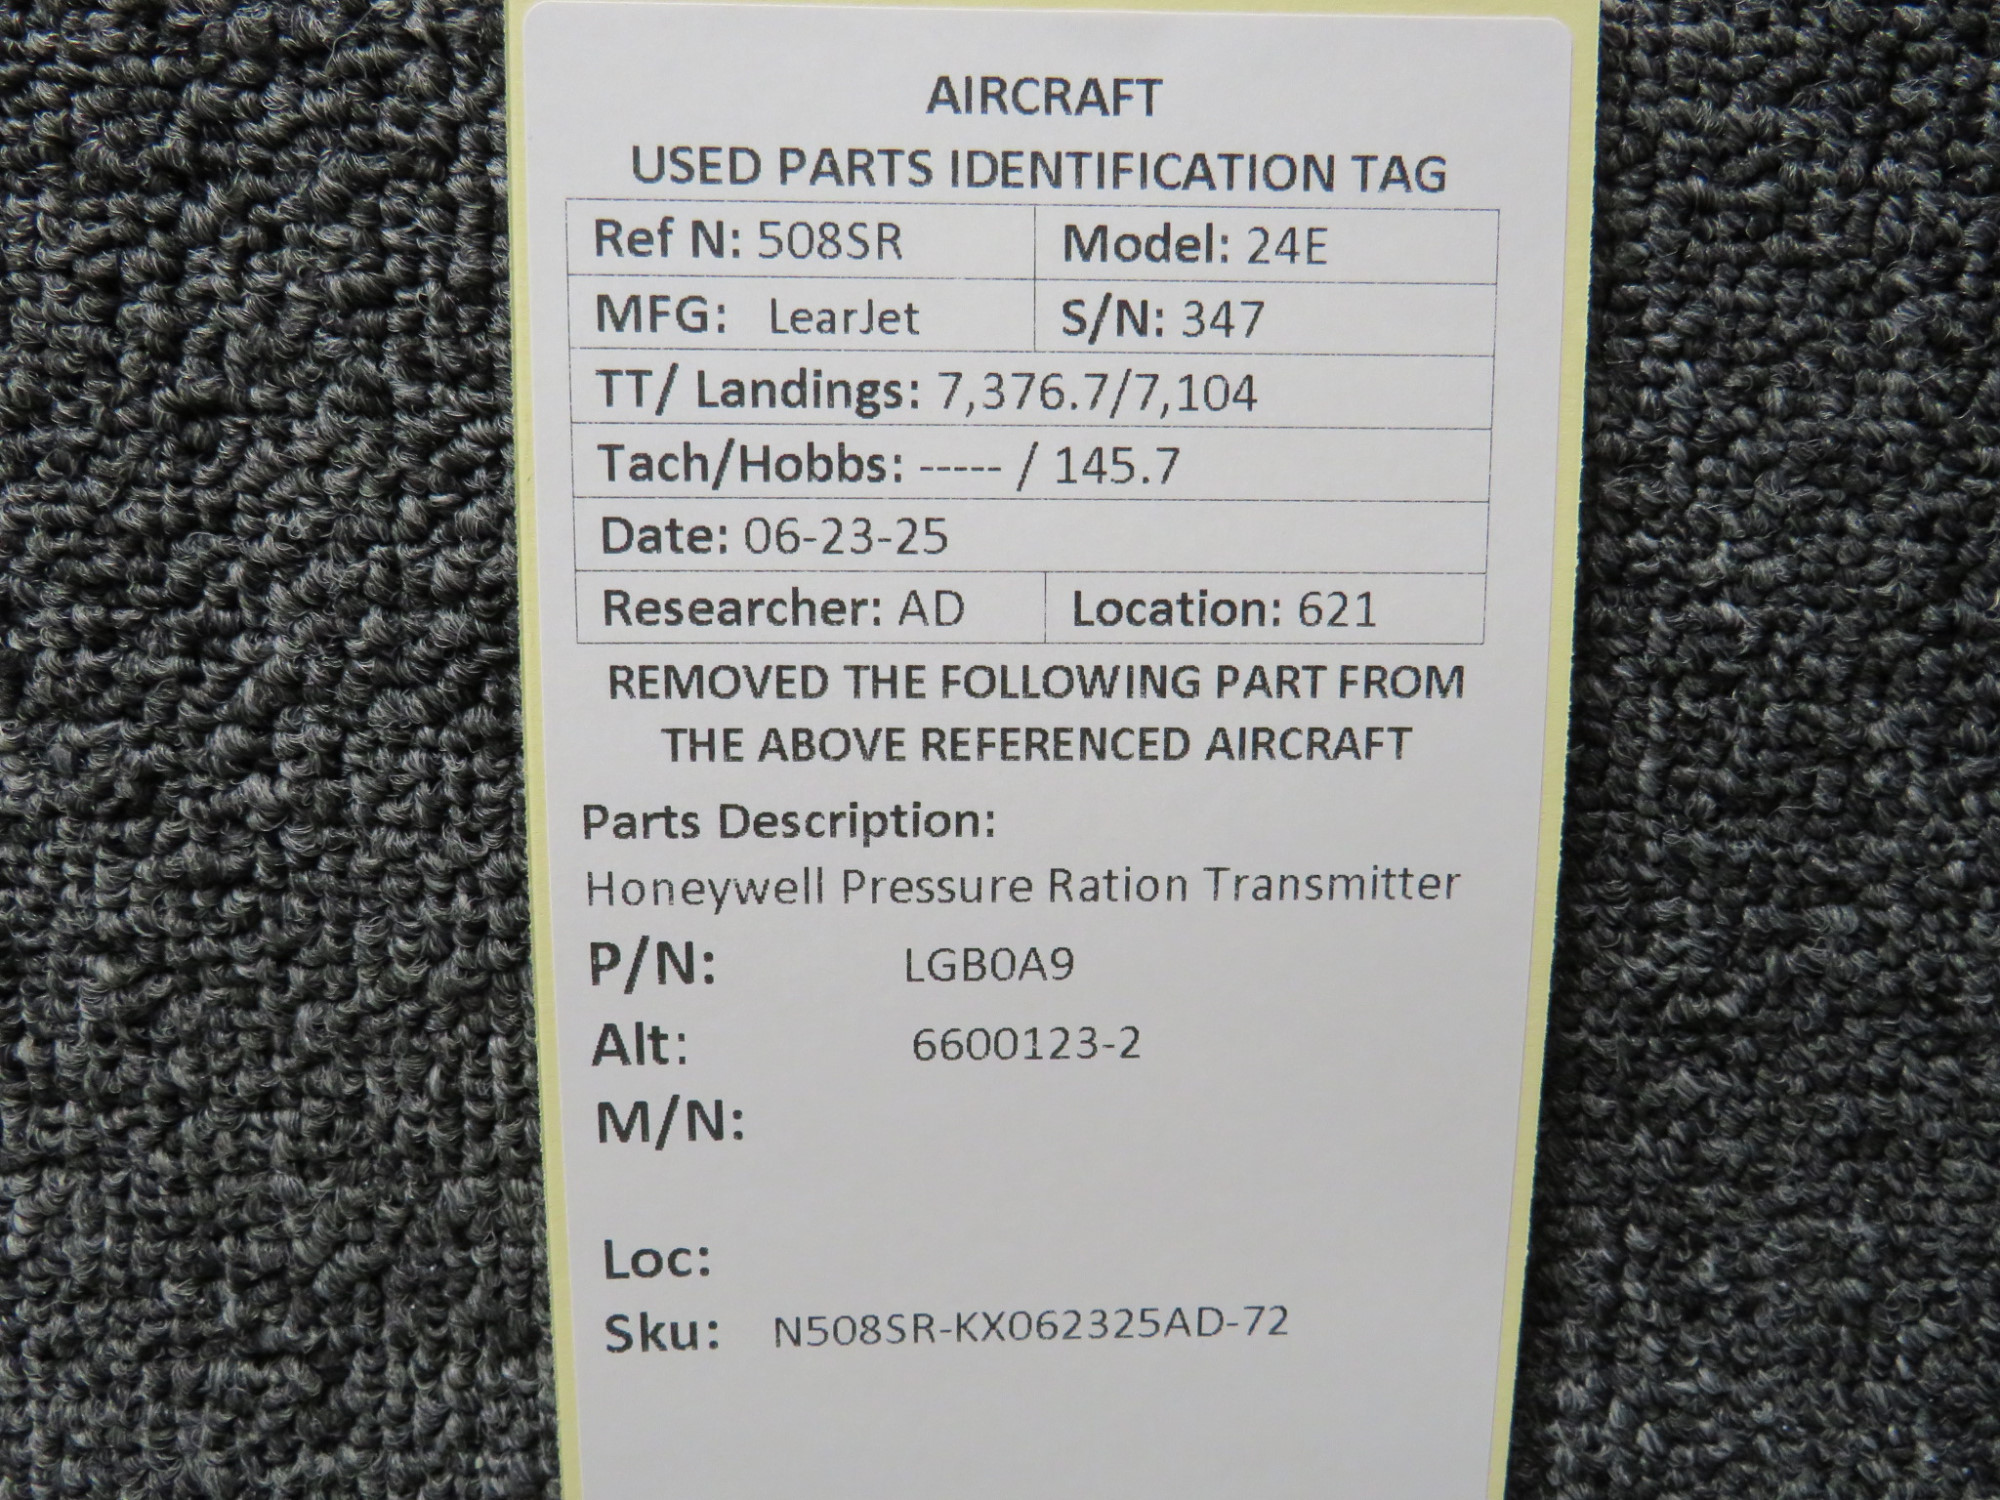 AIRCRAFT
USED PARTS IDENTIFICATION TAG
Ref N: 508SR Model: 24E
MFG: LearJet S/N: 347
TT/ Landings: 7,376.7/7,104
Tach/Hobbs: ----- / 145.7
Date: 06-23-25
Researcher: AD Location: 621
REMOVED THE FOLLOWING PART FROM
THE ABOVE REFERENCED AIRCRAFT
Parts Description:
Honeywell Pressure Ration Transmitter
P/N: LGB0A9
Alt: 6600123-2
M/N:
Loc:
Sku: N508SR-KX062325AD-72